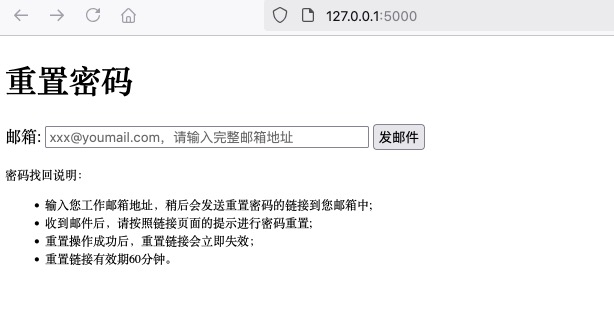 127.0.0.1:5000
重置密码
邮箱: xxx@youmail.com，请输入完整邮箱地址 发邮件
密码找回说明：
输入您工作邮箱地址，稍后会发送重置密码的链接到您邮箱中；
收到邮件后，请按照链接页面的提示进行密码重置；
重置操作成功后，重置链接会立即失效；
重置链接有效期60分钟。